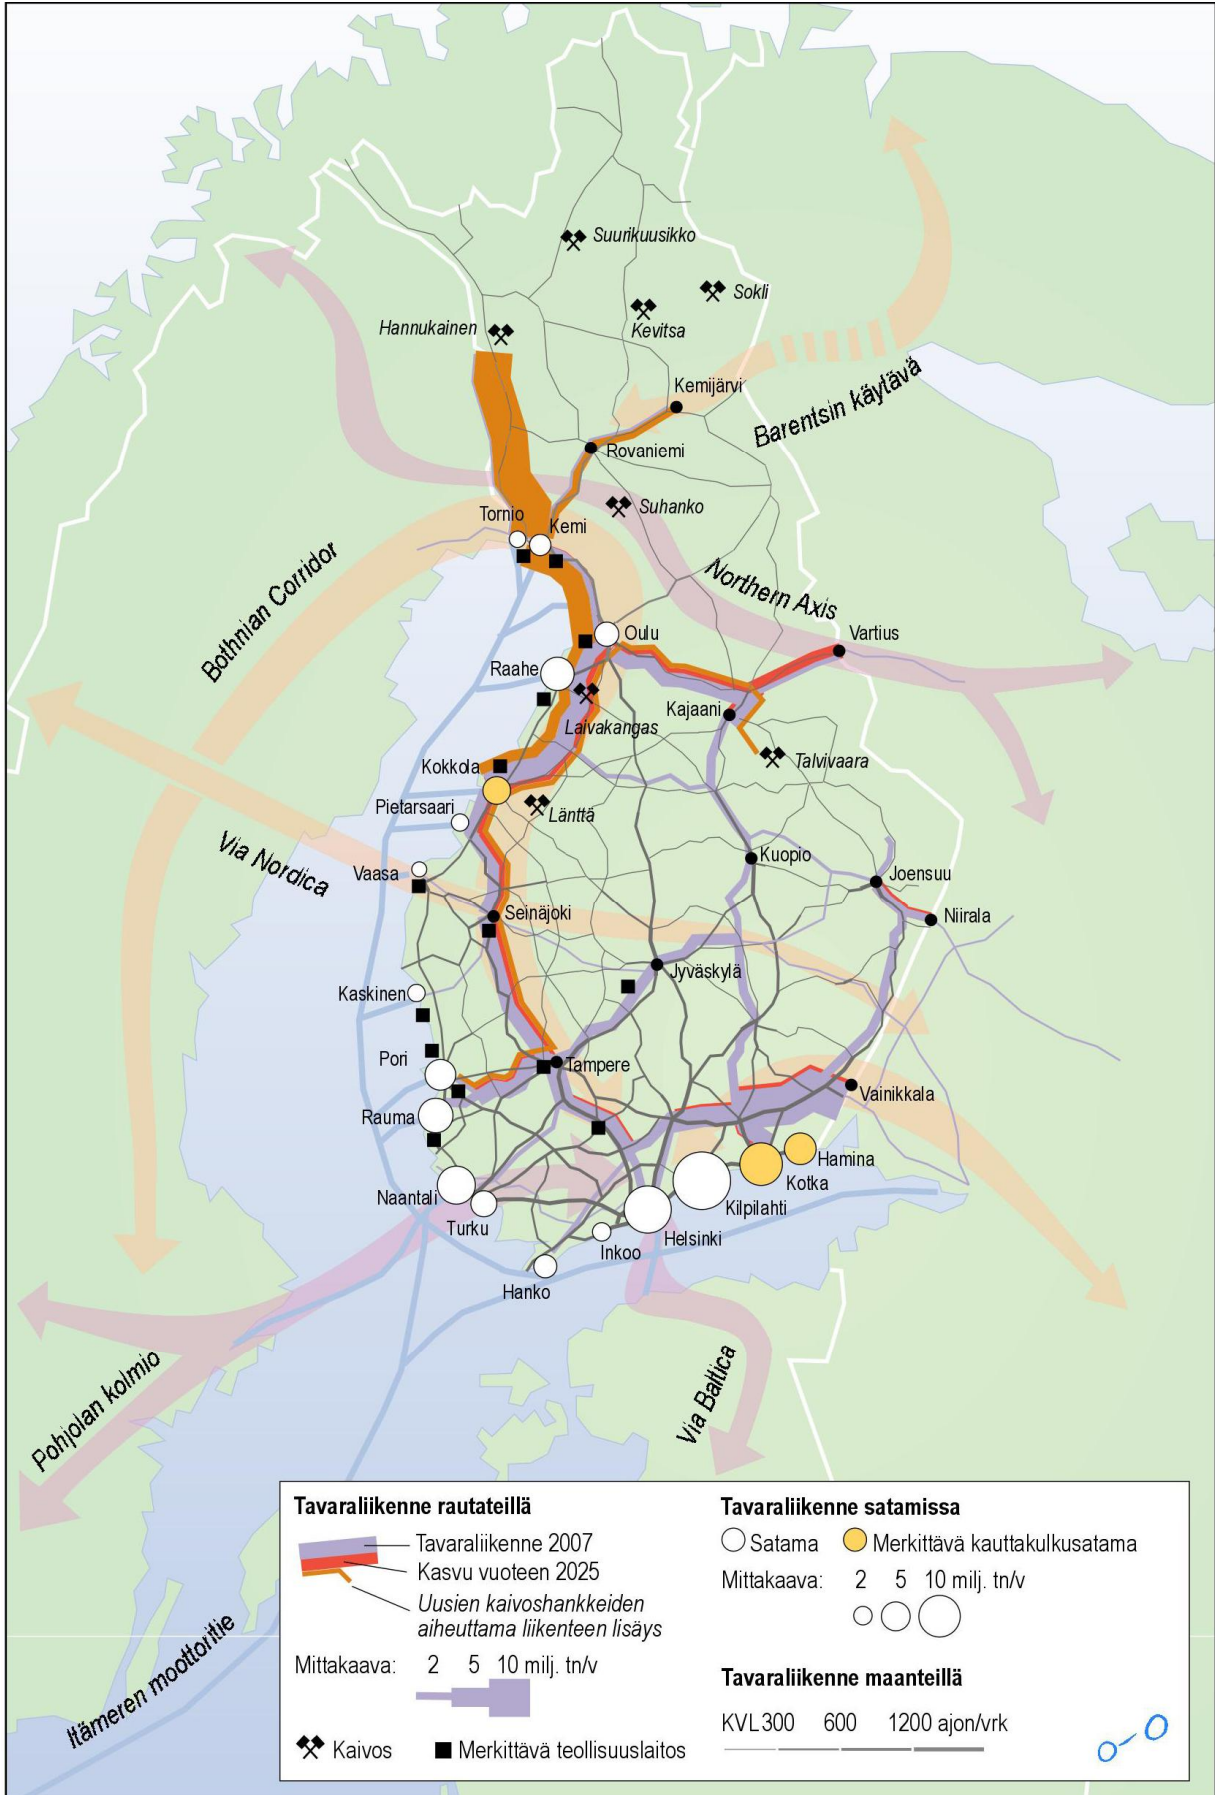 Suurikuusikko
Sokli
Kevitsa
Hannukainen
Kemijärvi
Barentsin käytävä
Rovaniemi
Suhanko
Tornio
Kemi
Bothnian Corridor
Northern Axis
Oulu
Vartius
Raahe
Laivakangas
Kajaani
Talvivaara
Kokkola
Pietarsaari
Länttä
Via Nordica
Vaasa
Kuopio
Joensuu
Seinäjoki
Niirala
Jyväskylä
Kaskinen
Pori
Tampere
Vainikkala
Rauma
Hamina
Kotka
Naantali
Kilpilahti
Turku
Helsinki
Inkoo
Hanko
Pohjolan kolmio
Via Baltica
Itämeren moottoritie
Tavaraliikenne rautateillä
Tavaraliikenne 2007
Kasvu vuoteen 2025
Uusien kaivoshankkeiden
aiheuttama liikenteen lisäys
Mittakaava: 2 5 10 milj. tn/v
Kaivos
Merkittävä teollisuuslaitos
Tavaraliikenne satamissa
Satama
Merkittävä kauttakulkusatama
Mittakaava: 2 5 10 milj. tn/v
Tavaraliikenne maanteillä
KVL 300 600 1200 ajon/vrk